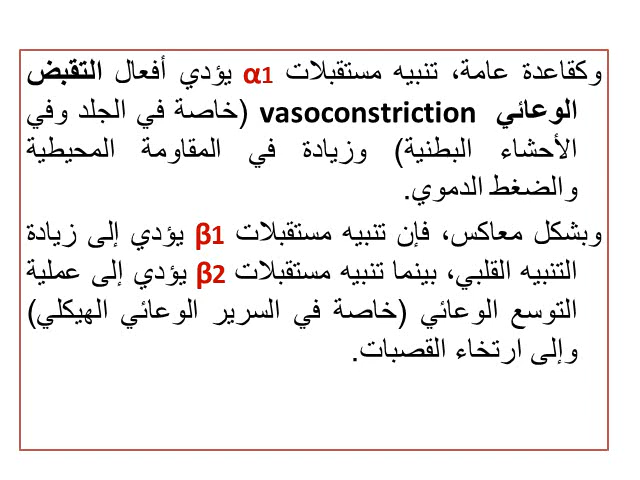 وكقاعدة عامة، تنبيه مستقبلات α1 يؤدي أفعال التقبض
الوعائي vasoconstriction (خاصة في الجلد وفي
الأحشاء البطنية) وزيادة في المقاومة المحيطية
والضغط الدموي.
وبشكل معاكس، فإن تنبيه مستقبلات β1 يؤدي إلى زيادة
التنبيه القلبي، بينما تنبيه مستقبلات β2 يؤدي إلى عملية
التوسع الوعائي (خاصة في السرير الوعائي الهيكلي)
وإلى ارتخاء القصبات.